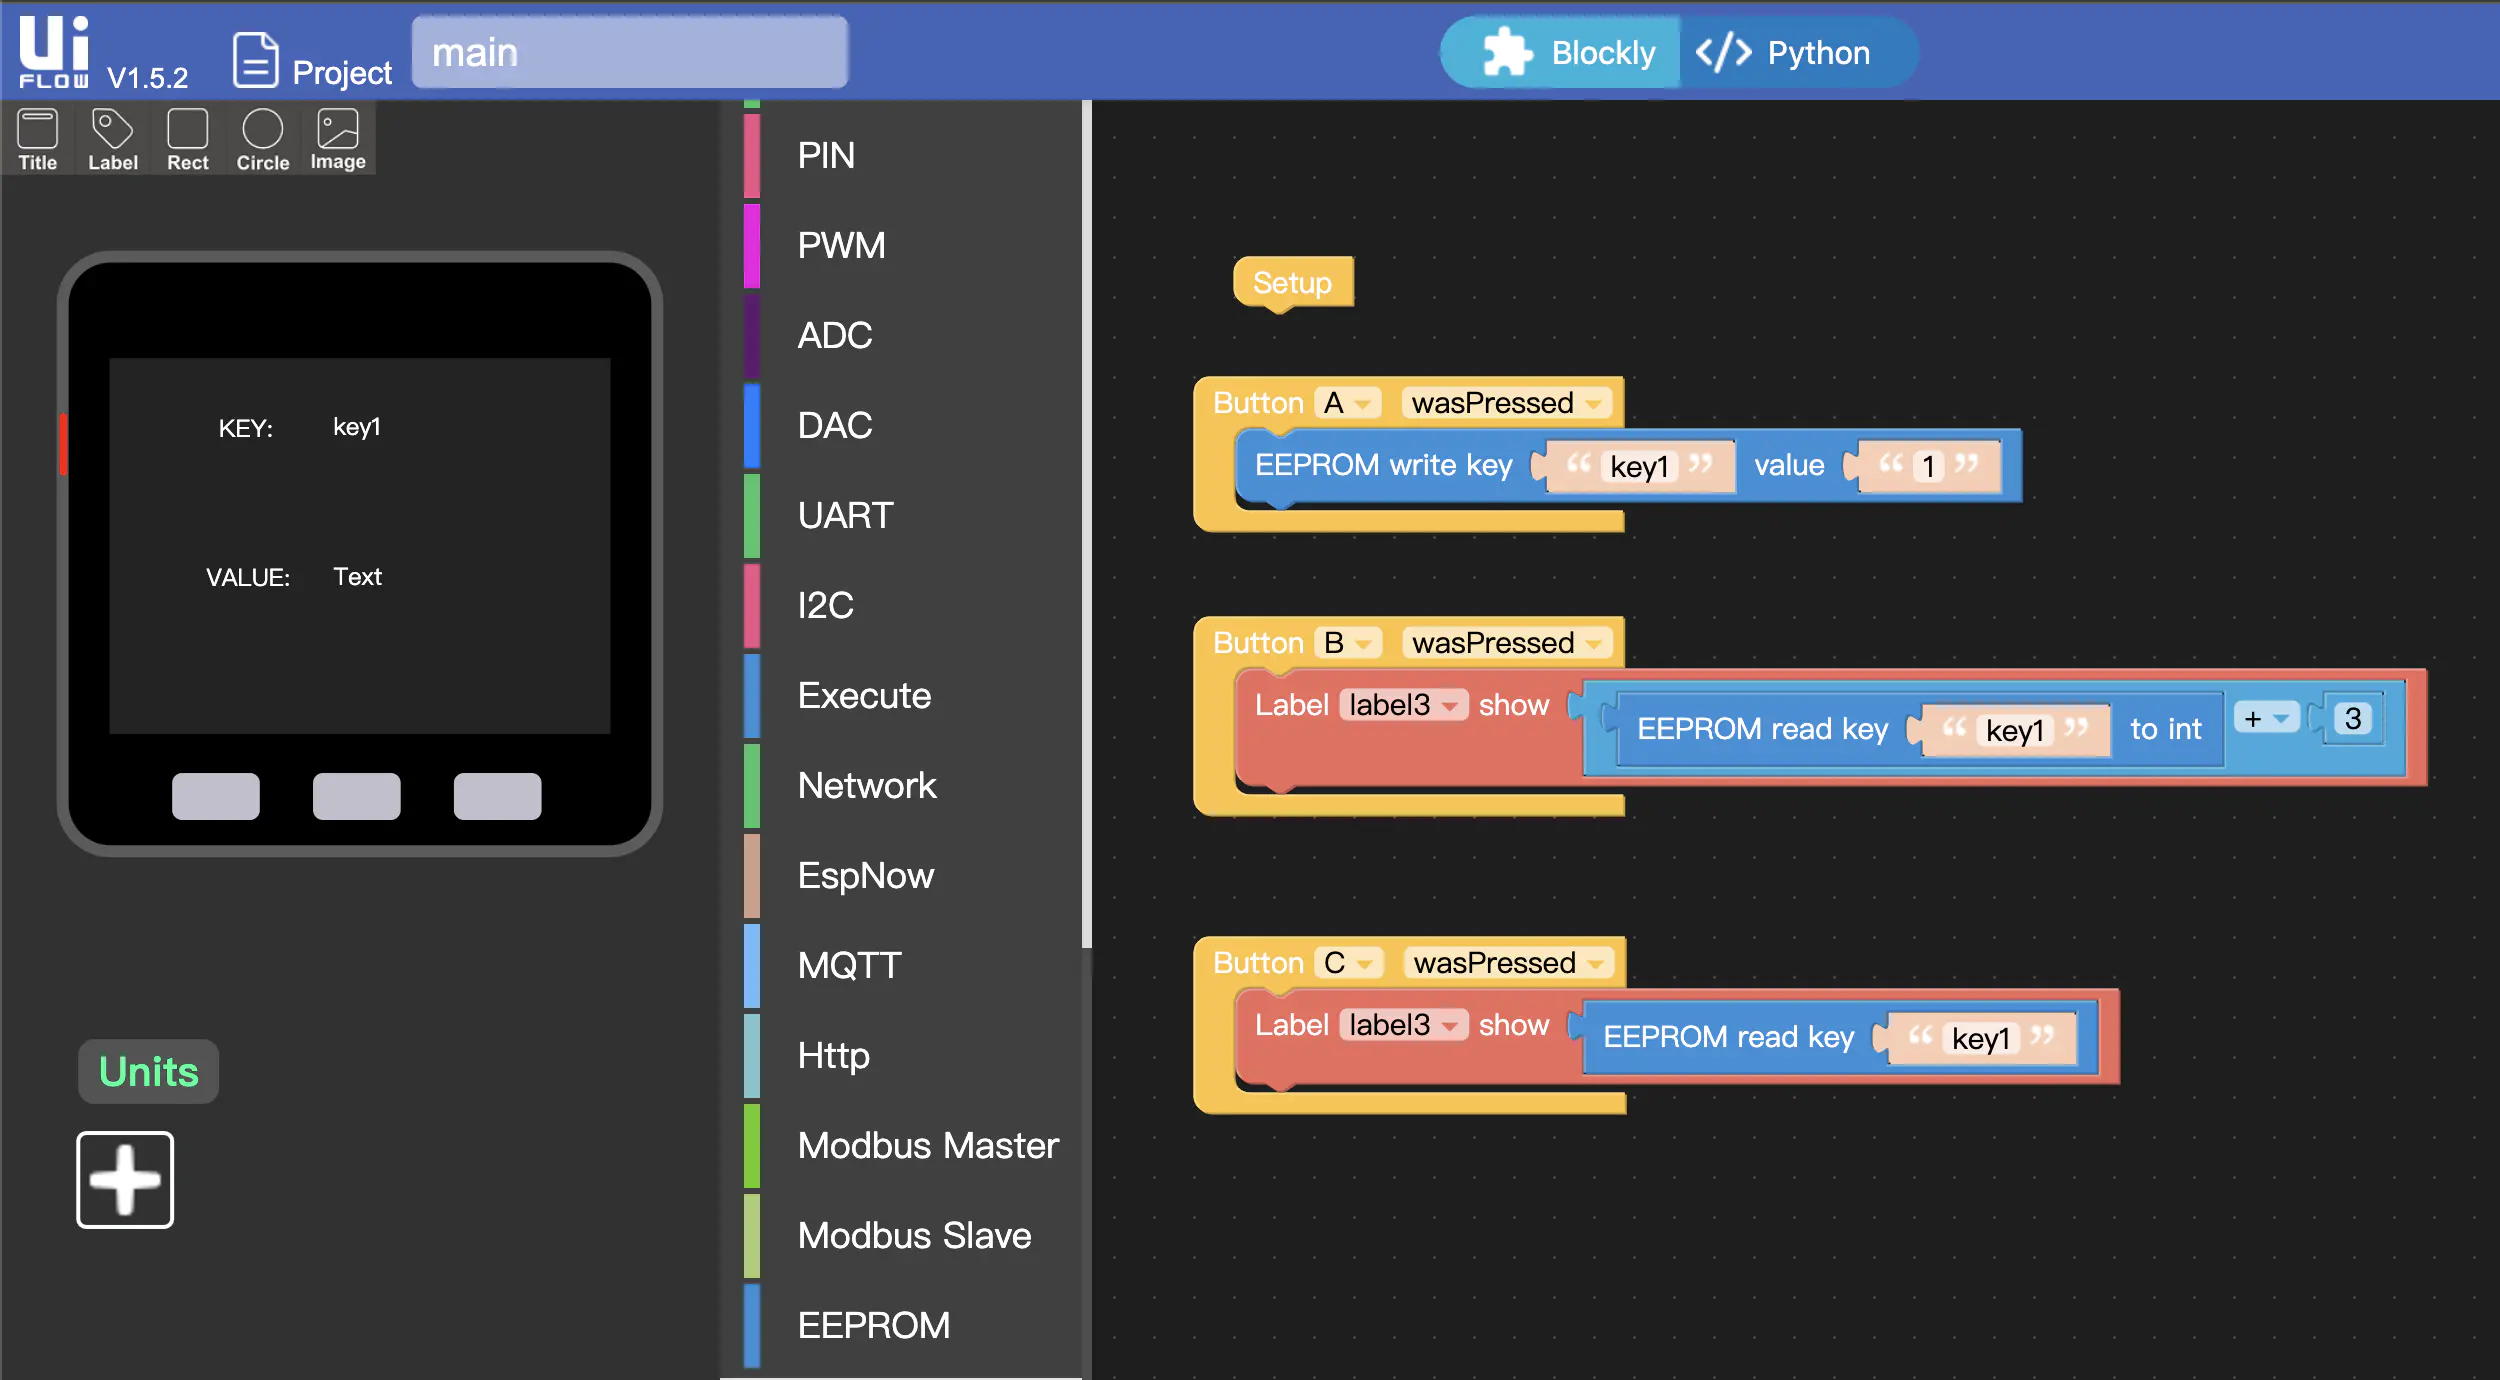 Ui
FLOW
V1.5.2
Project
main
Blockly
</> Python
Title
Label
Rect
Circle
Image
KEY: key1
VALUE: Text
Units
PIN
PWM
ADC
DAC
UART
I2C
Execute
Network
EspNow
MQTT
Http
Modbus Master
Modbus Slave
EEPROM
Setup
Button A wasPressed
EEPROM write key “ key1 ” value “ 1 ”
Button B wasPressed
Label label3 show EEPROM read key “ key1 ” to int + 3
Button C wasPressed
Label label3 show EEPROM read key “ key1 ”